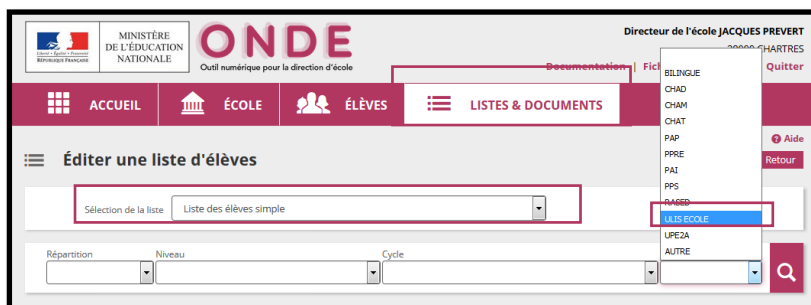 MINISTÈRE
DE L'ÉDUCATION
NATIONALE
Liberté • Égalité • Fraternité
RÉPUBLIQUE FRANÇAISE
ONDE
Outil numérique pour la direction d'école
Directeur de l'école JACQUES PREVERT
CHARTRES
Documentation | Fich
Quitter
ACCUEIL
ÉCOLE
ÉLÈVES
LISTES & DOCUMENTS
Aide
Éditer une liste d'élèves
Retour
Sélection de la liste
Liste des élèves simple
BILINGUE
CHAD
CHAM
CHAT
PAP
PPRE
PAI
PPS
RASED
ULIS ECOLE
UPE2A
AUTRE
Répartition
Niveau
Cycle